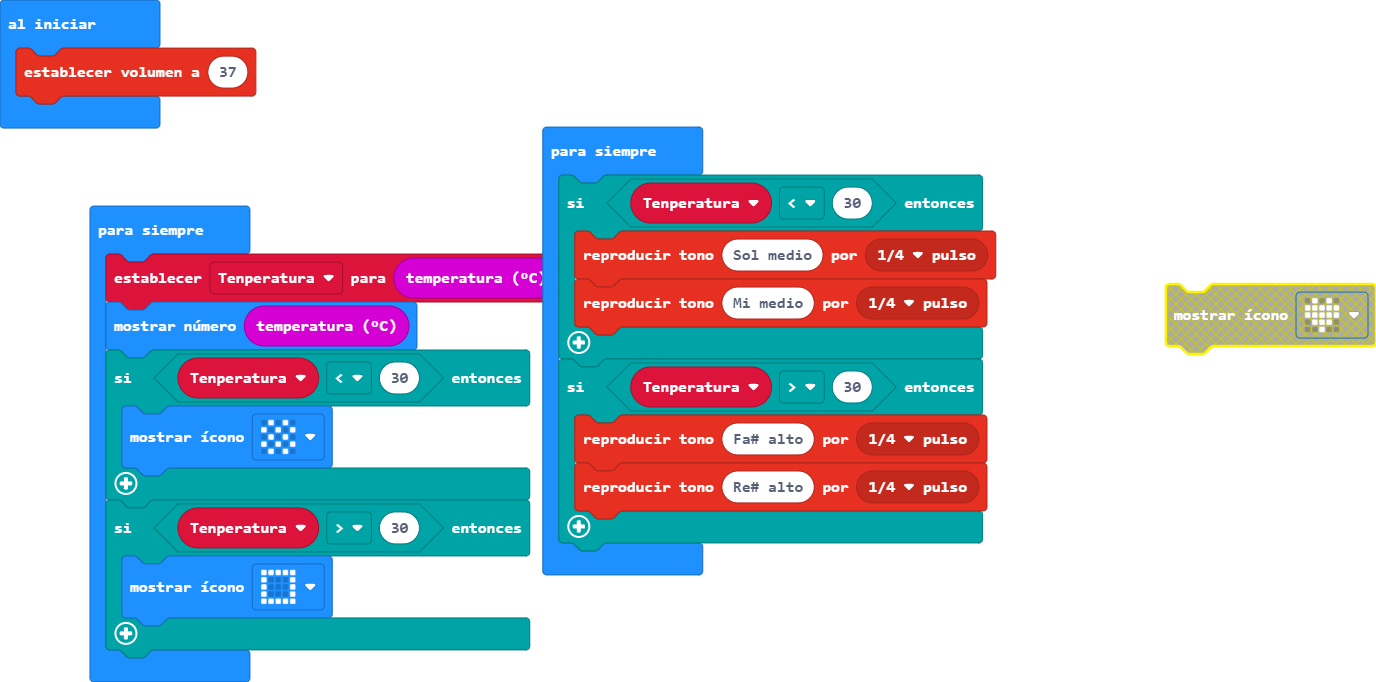 al iniciar
establecer volumen a 37
para siempre
establecer Tenperatura para temperatura (ºC)
mostrar número temperatura (ºC)
si Tenperatura < 30 entonces
mostrar ícono
si Tenperatura > 30 entonces
mostrar ícono
para siempre
si Tenperatura < 30 entonces
reproducir tono Sol medio por 1/4 pulso
reproducir tono Mi medio por 1/4 pulso
si Tenperatura > 30 entonces
reproducir tono Fa# alto por 1/4 pulso
reproducir tono Re# alto por 1/4 pulso
mostrar ícono